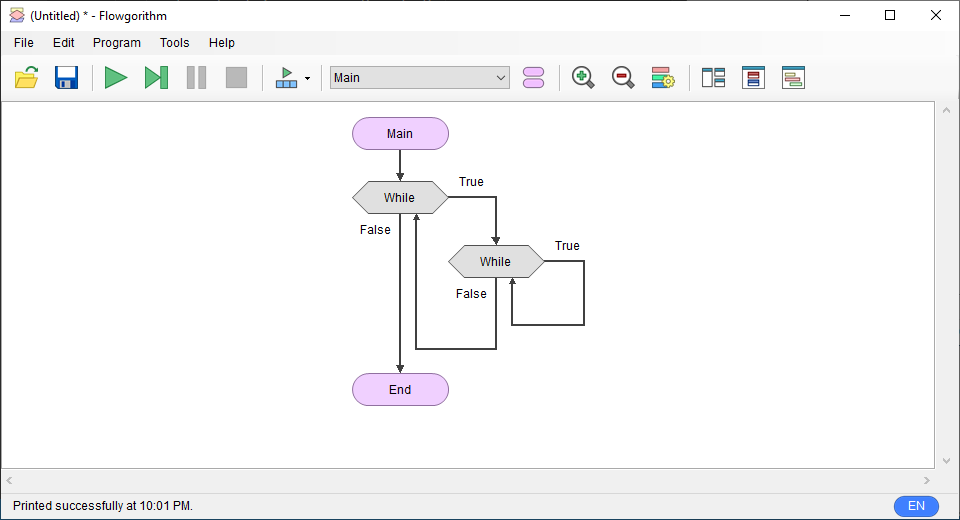 (Untitled) * - Flowgorithm
File Edit Program Tools Help
Main
Main
True
While
False
True
While
False
End
Printed successfully at 10:01 PM.
EN